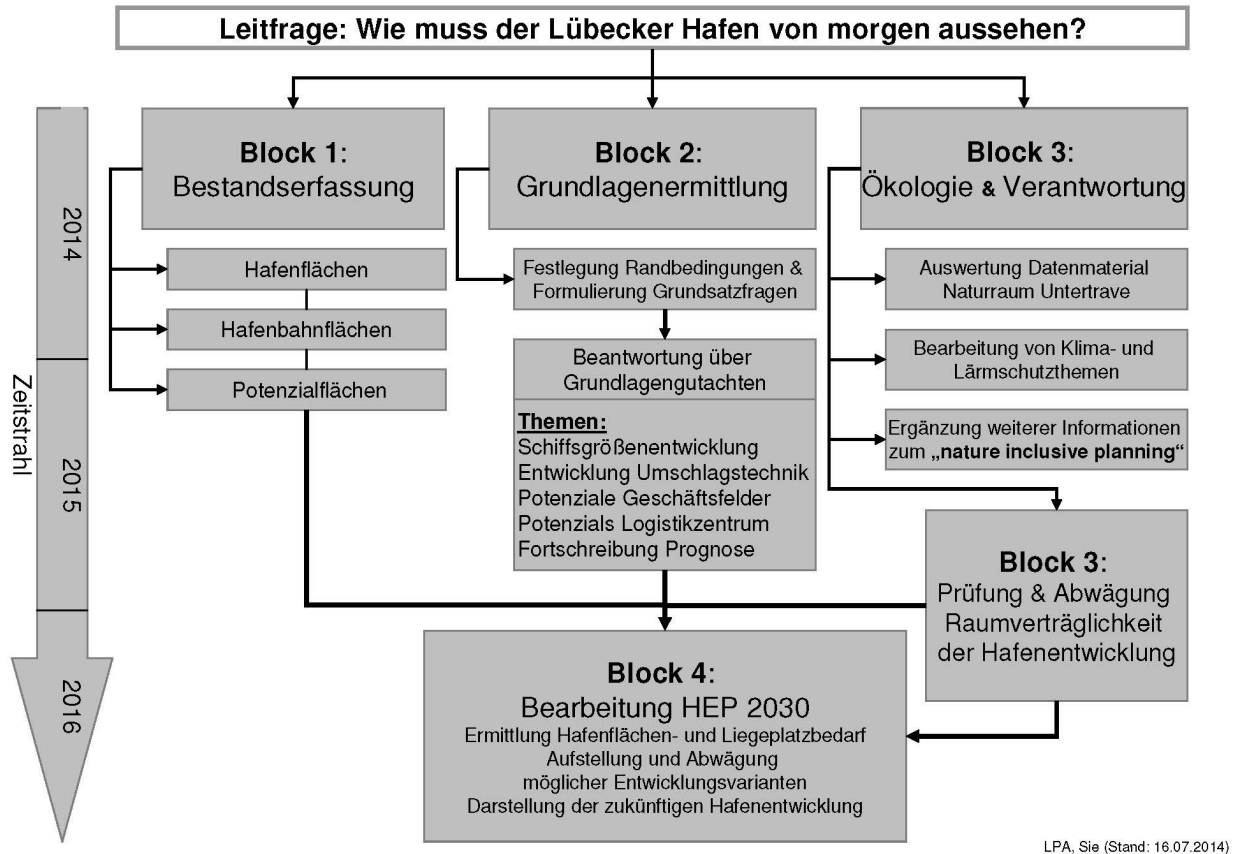 Leitfrage: Wie muss der Lübecker Hafen von morgen aussehen?
Zeitstrahl
2014
2015
2016
Block 1:
Bestandserfassung
Hafenflächen
Hafenbahnflächen
Potenzialflächen
Block 2:
Grundlagenermittlung
Festlegung Randbedingungen &
Formulierung Grundsatzfragen
Beantwortung über
Grundlagengutachten
Themen:
Schiffsgrößenentwicklung
Entwicklung Umschlagstechnik
Potenziale Geschäftsfelder
Potenzials Logistikzentrum
Fortschreibung Prognose
Block 3:
Ökologie & Verantwortung
Auswertung Datenmaterial
Naturraum Untertrave
Bearbeitung von Klima- und
Lärmschutzthemen
Ergänzung weiterer Informationen
zum „nature inclusive planning“
Block 3:
Prüfung & Abwägung
Raumverträglichkeit
der Hafenentwicklung
Block 4:
Bearbeitung HEP 2030
Ermittlung Hafenflächen- und Liegeplatzbedarf
Aufstellung und Abwägung
möglicher Entwicklungsvarianten
Darstellung der zukünftigen Hafenentwicklung
LPA, Sie (Stand: 16.07.2014)